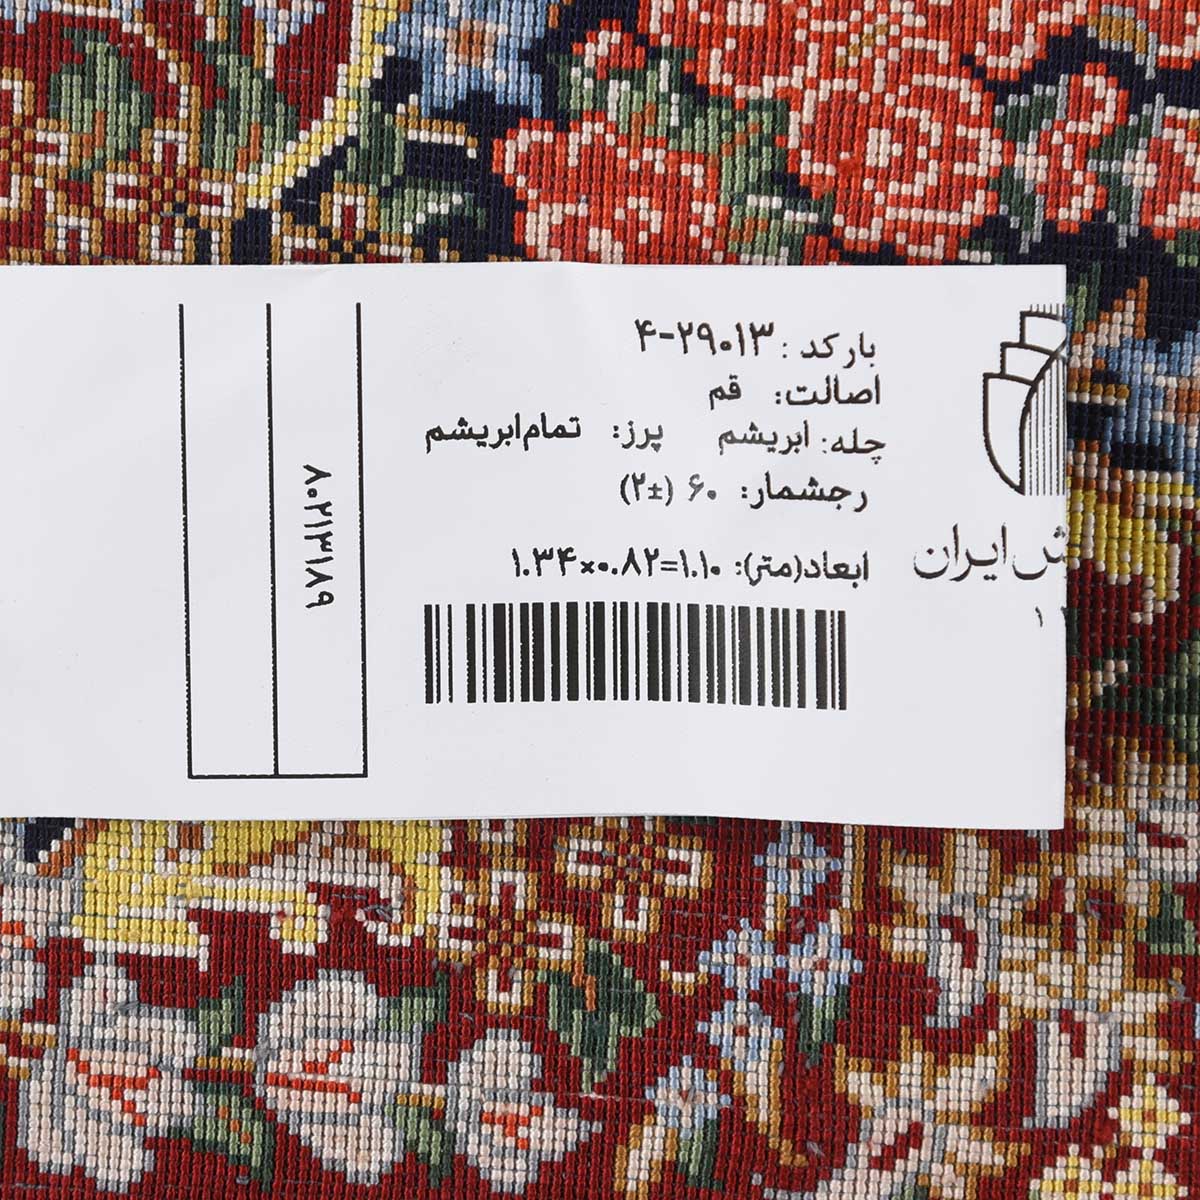 بارکد: ۴-۲۹۰۱۳
اصالت: قم
چله: ابریشم پرز: تمام‌ابریشم
رجشمار: ۶۰ (±۲)
ابعاد(متر): ۱.۳۴×۰.۸۲=۱.۱۰
ش ایران
۸۰۲۱۳۱۸۹